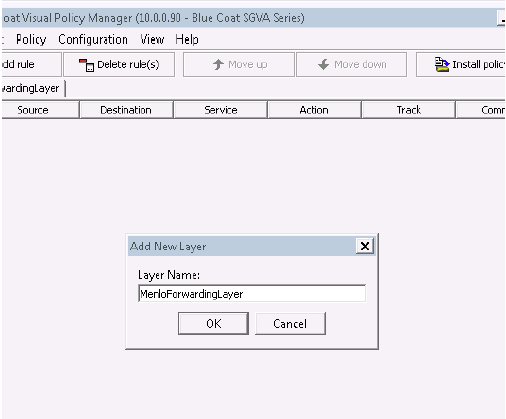 oat Visual Policy Manager (10.0.0.90 - Blue Coat SGVA Series)
Policy Configuration View Help
dd rule Delete rule(s) Move up Move down Install policy
wardingLayer
Source Destination Service Action Track Comm
Add New Layer
Layer Name:
MenloForwardingLayer
OK Cancel